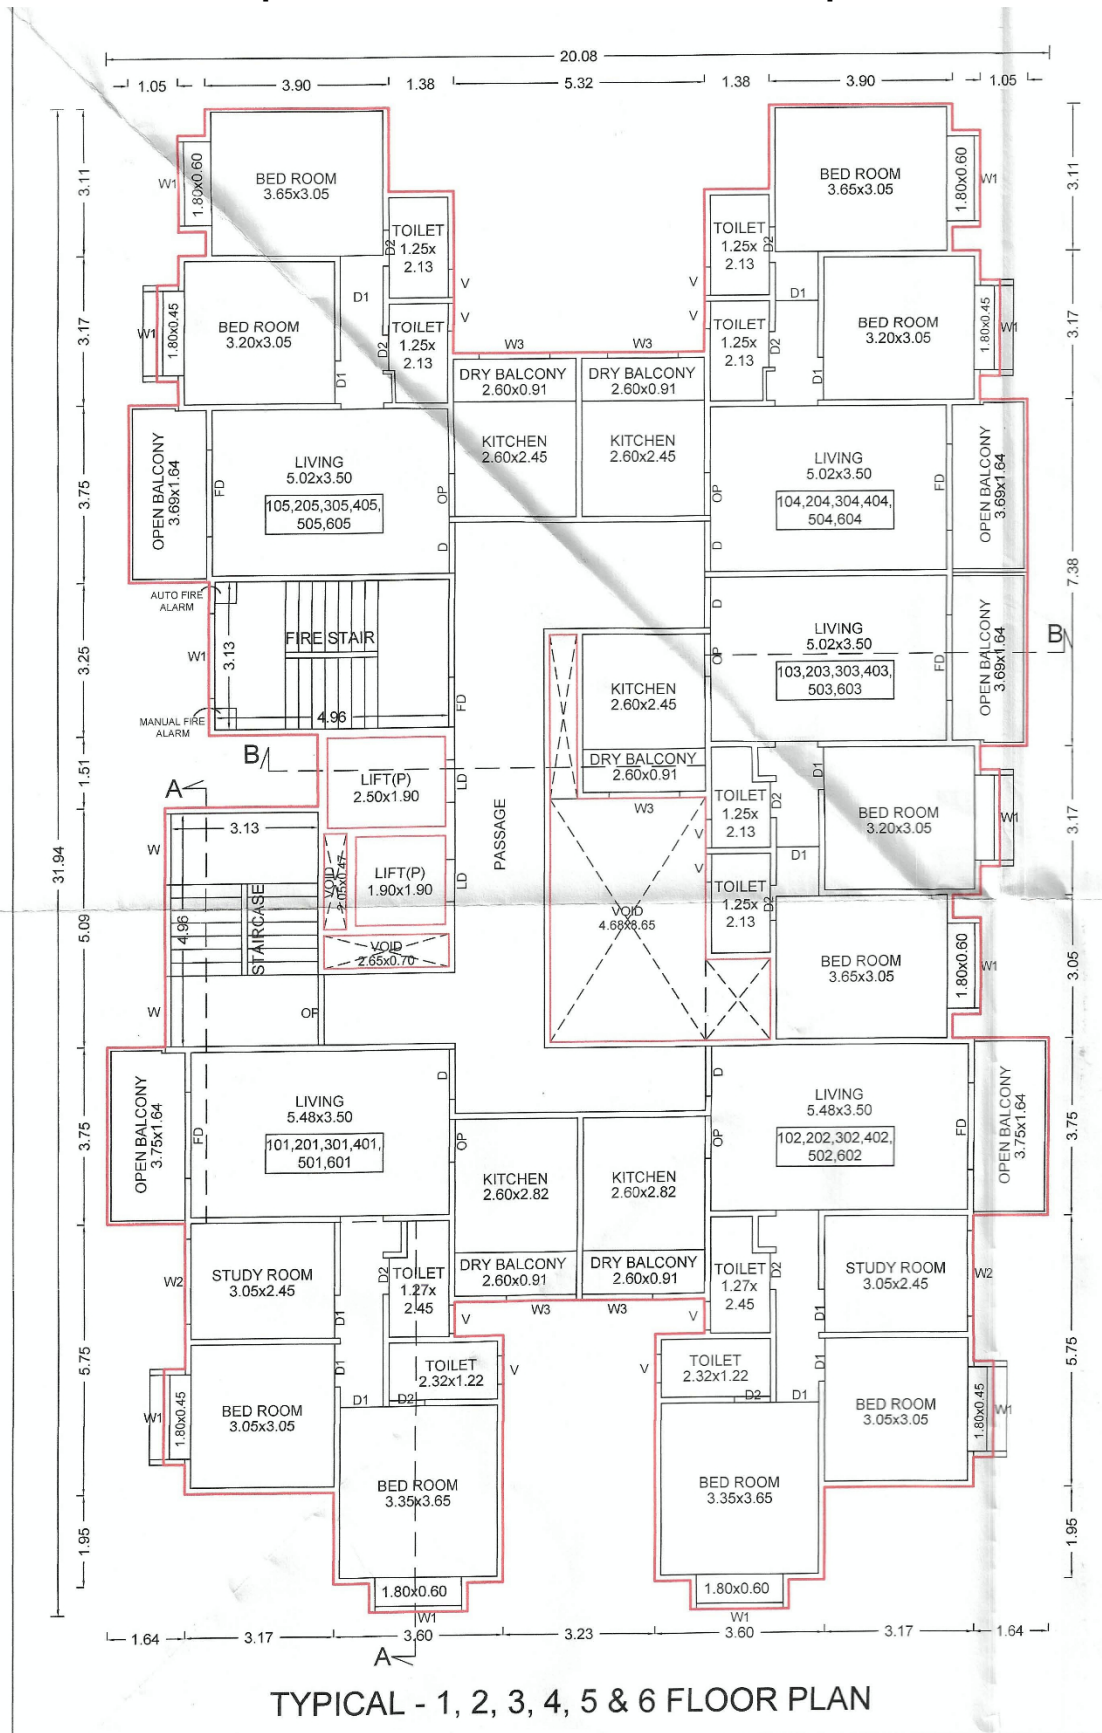 20.08
1.05
3.90
1.38
5.32
1.38
3.90
1.05
3.11
3.17
3.75
3.25
1.51
5.09
3.75
5.75
1.95
31.94
3.11
3.17
7.38
3.17
3.05
3.75
5.75
1.95
W1
1.80x0.60
BED ROOM
3.65x3.05
TOILET
1.25x
2.13
D2
V
W1
1.80x0.45
BED ROOM
3.20x3.05
D1
D1
D2
TOILET
1.25x
2.13
V
W3
W3
DRY BALCONY
2.60x0.91
DRY BALCONY
2.60x0.91
KITCHEN
2.60x2.45
KITCHEN
2.60x2.45
BED ROOM
3.65x3.05
1.80x0.60
W1
TOILET
1.25x
2.13
D2
V
D1
BED ROOM
3.20x3.05
1.80x0.45
W1
TOILET
1.25x
2.13
D2
V
D1
OPEN BALCONY
3.69x1.64
FD
LIVING
5.02x3.50
105,205,305,405,
505,605
OP
D
OP
D
LIVING
5.02x3.50
104,204,304,404,
504,604
FD
OPEN BALCONY
3.69x1.64
AUTO FIRE
ALARM
W1
3.13
FIRE STAIR
4.96
FD
MANUAL FIRE
ALARM
D
OP
LIVING
5.02x3.50
103,203,303,403,
503,603
FD
OPEN BALCONY
3.69x1.64
B
KITCHEN
2.60x2.45
DRY BALCONY
2.60x0.91
W3
B
A
LIFT(P)
2.50x1.90
LD
LIFT(P)
1.90x1.90
LD
PASSAGE
VOID
VOID
2.65x0.70
VOID
4.68x8.65
TOILET
1.25x
2.13
D2
V
D1
BED ROOM
3.20x3.05
W1
D1
TOILET
1.25x
2.13
D2
V
BED ROOM
3.65x3.05
1.80x0.60
W1
W
3.13
4.96
STAIRCASE
W
OP
OPEN BALCONY
3.75x1.64
FD
LIVING
5.48x3.50
101,201,301,401,
501,601
D
OP
D
OP
LIVING
5.48x3.50
102,202,302,402,
502,602
FD
OPEN BALCONY
3.75x1.64
KITCHEN
2.60x2.82
KITCHEN
2.60x2.82
DRY BALCONY
2.60x0.91
DRY BALCONY
2.60x0.91
W3
W3
W2
STUDY ROOM
3.05x2.45
D1
D2
TOILET
1.27x
2.45
V
V
TOILET
1.27x
2.45
D2
D1
STUDY ROOM
3.05x2.45
W2
W1
1.80x0.45
BED ROOM
3.05x3.05
D1
D1
D2
TOILET
2.32x1.22
V
V
TOILET
2.32x1.22
D2
D1
D1
BED ROOM
3.05x3.05
1.80x0.45
W1
BED ROOM
3.35x3.65
1.80x0.60
W1
BED ROOM
3.35x3.65
1.80x0.60
W1
1.64
3.17
3.60
3.23
3.60
3.17
1.64
A
TYPICAL - 1, 2, 3, 4, 5 & 6 FLOOR PLAN